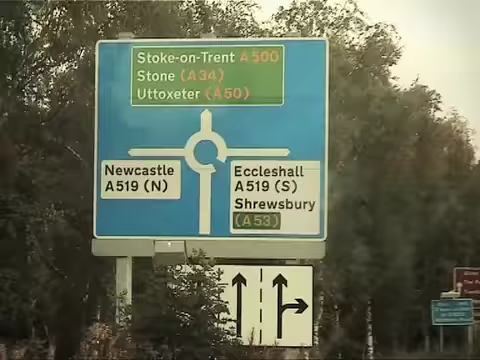 Stoke-on-Trent A500
Stone (A34)
Uttoxeter (A50)
Newcastle
A519 (N)
Eccleshall
A519 (S)
Shrewsbury
(A53)